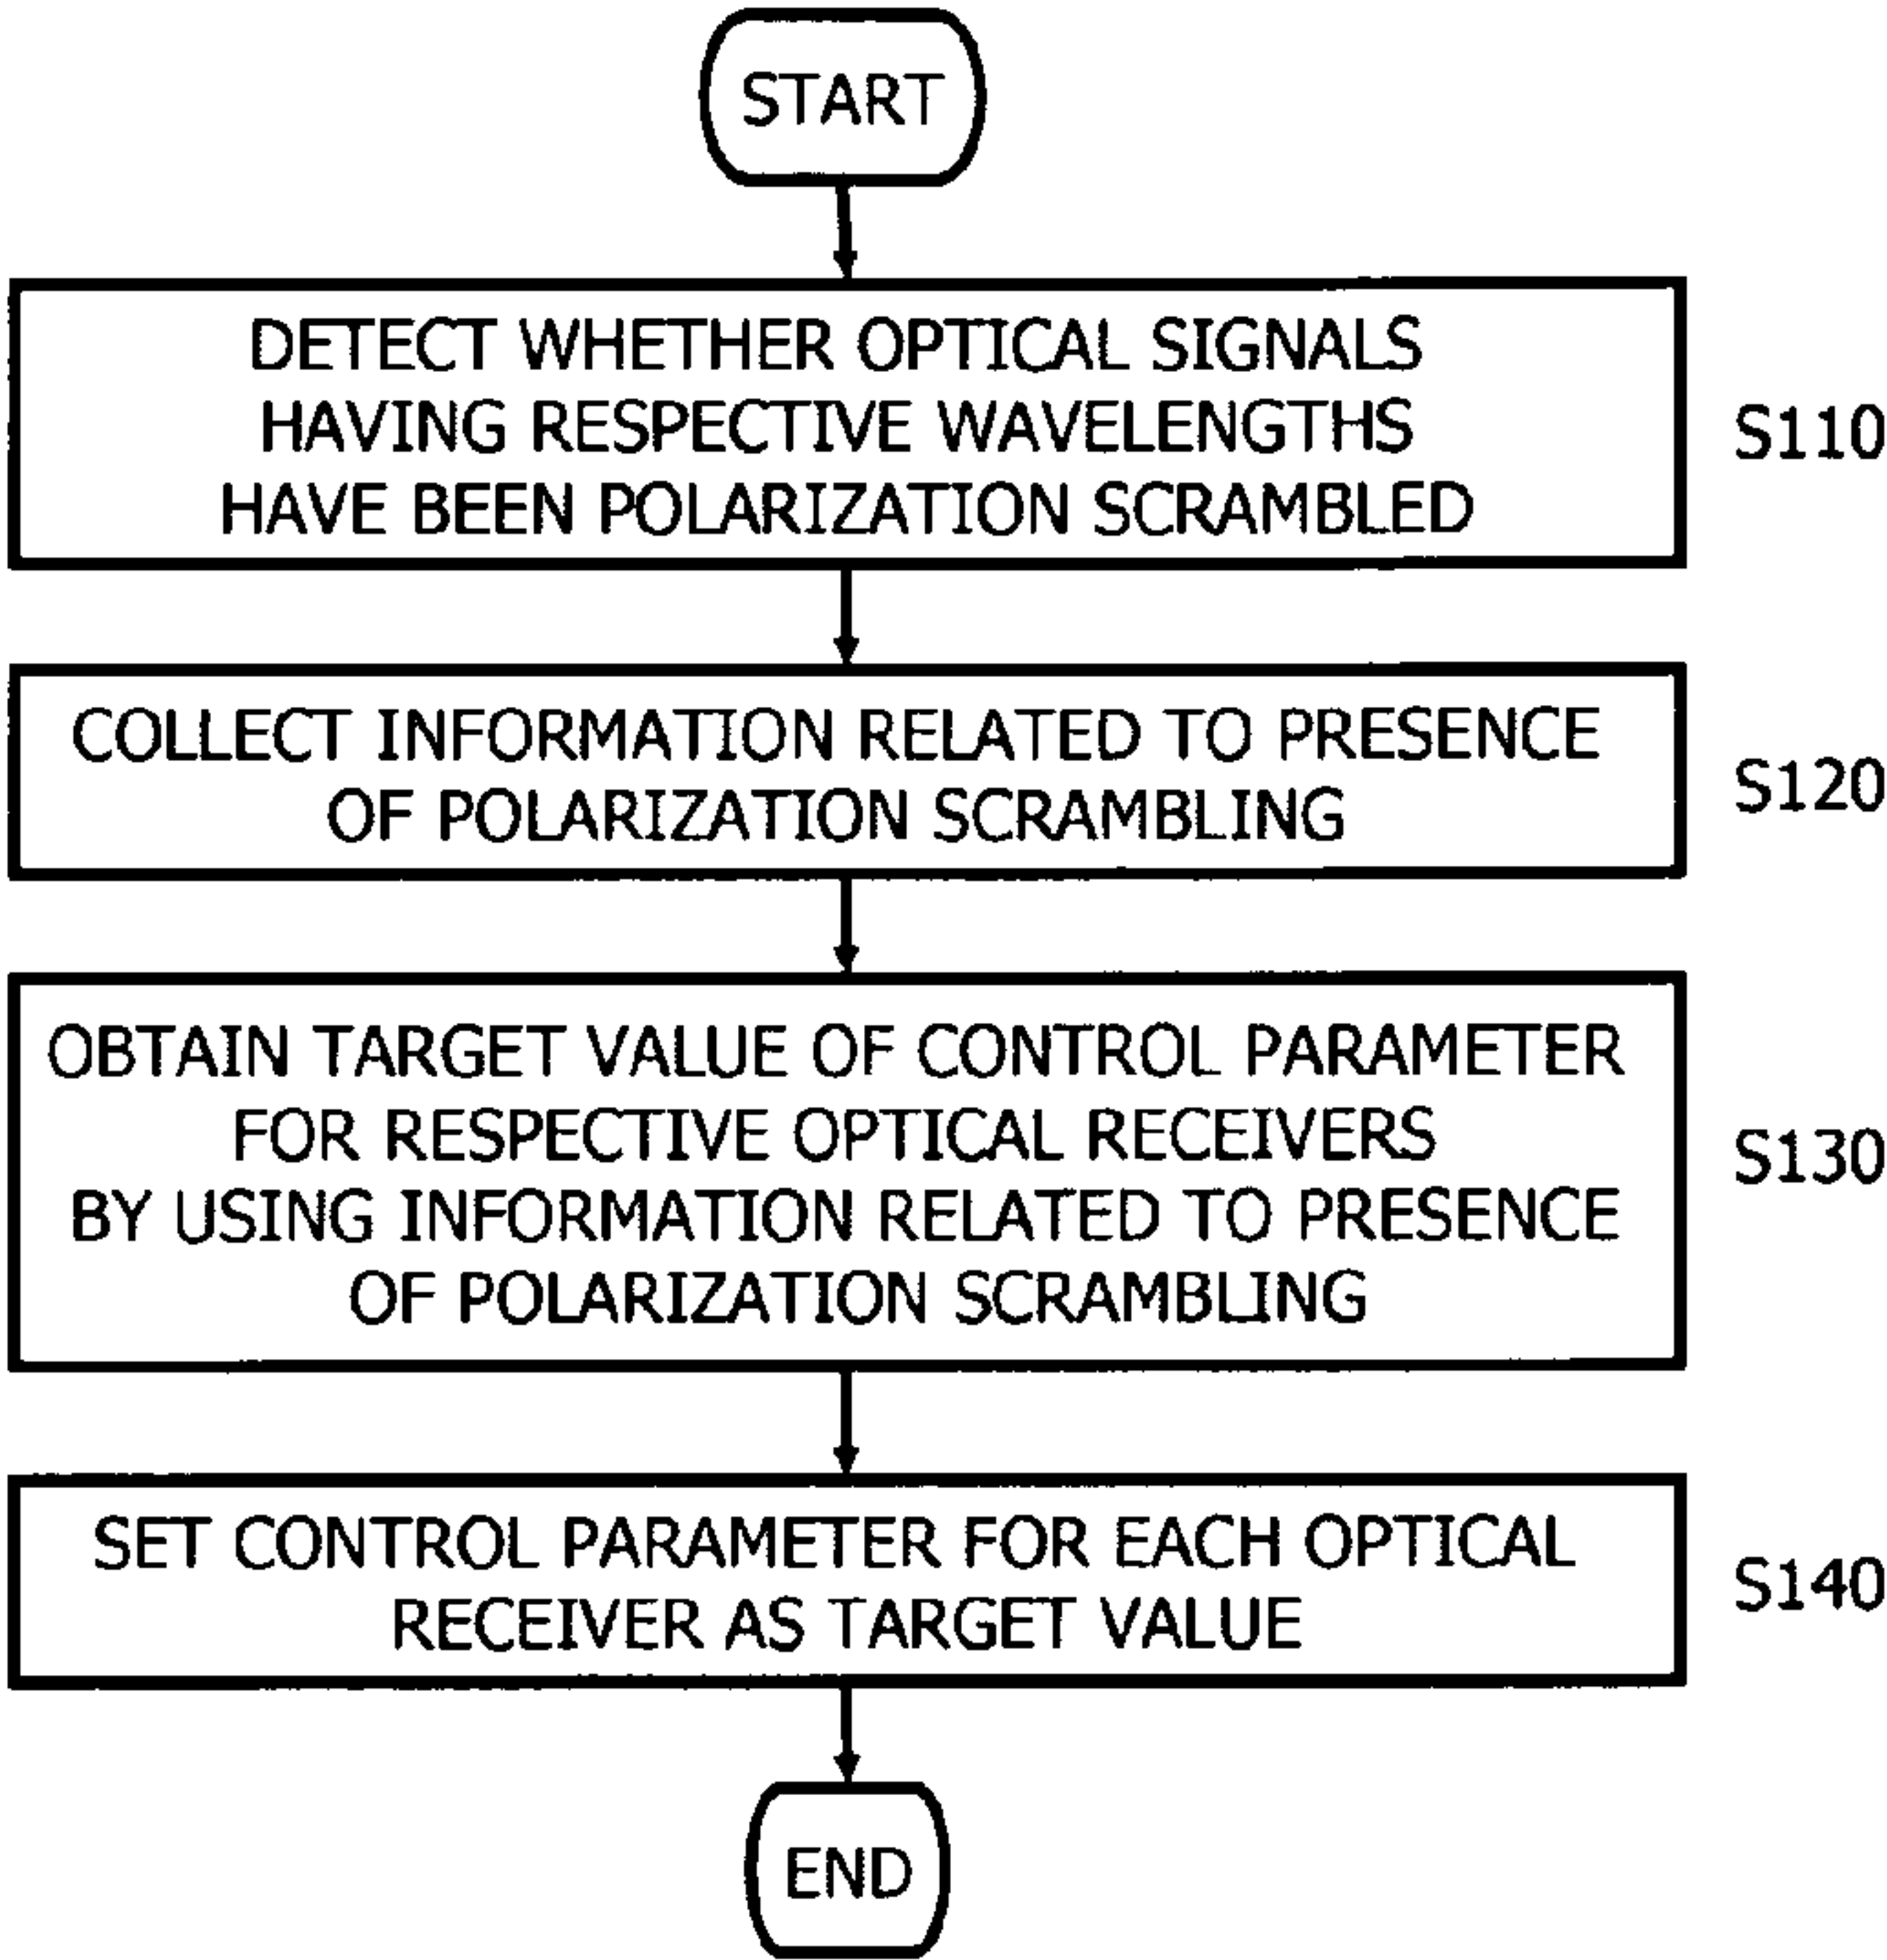 START
DETECT WHETHER OPTICAL SIGNALS
HAVING RESPECTIVE WAVELENGTHS
HAVE BEEN POLARIZATION SCRAMBLED
S110
COLLECT INFORMATION RELATED TO PRESENCE
OF POLARIZATION SCRAMBLING
S120
OBTAIN TARGET VALUE OF CONTROL PARAMETER
FOR RESPECTIVE OPTICAL RECEIVERS
BY USING INFORMATION RELATED TO PRESENCE
OF POLARIZATION SCRAMBLING
S130
SET CONTROL PARAMETER FOR EACH OPTICAL
RECEIVER AS TARGET VALUE
S140
END